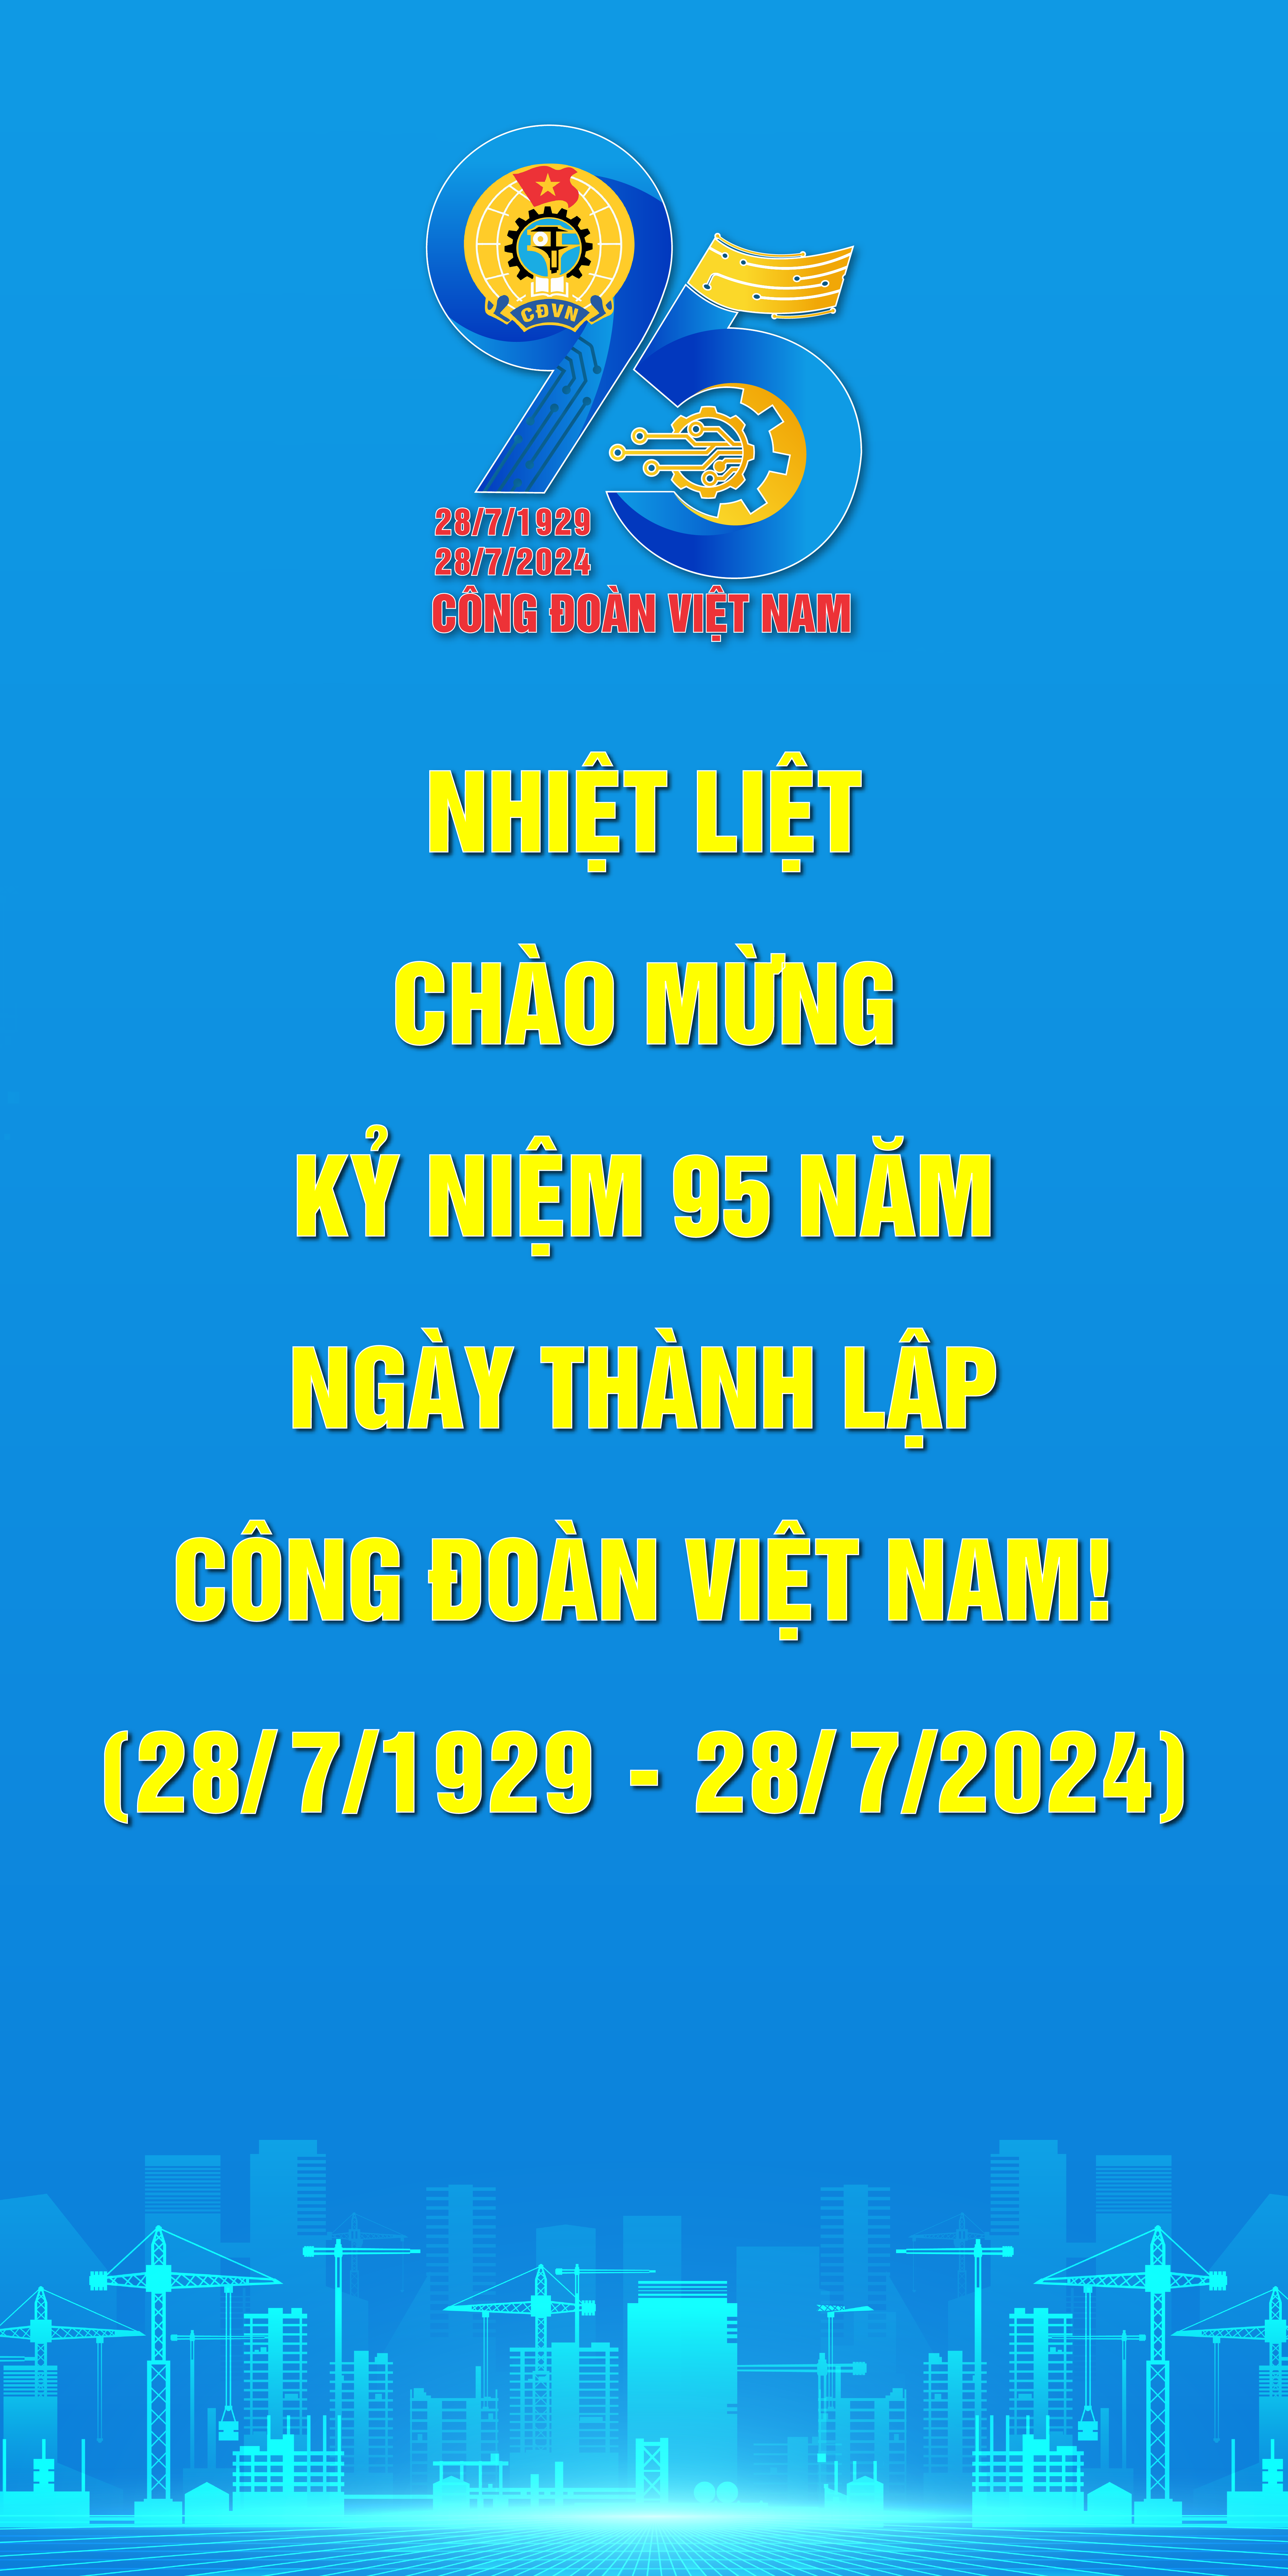 CĐVN
28/7/1929
28/7/2024
CÔNG ĐOÀN VIỆT NAM
NHIỆT LIỆT
CHÀO MỪNG
KỶ NIỆM 95 NĂM
NGÀY THÀNH LẬP
CÔNG ĐOÀN VIỆT NAM!
(28/7/1929 - 28/7/2024)